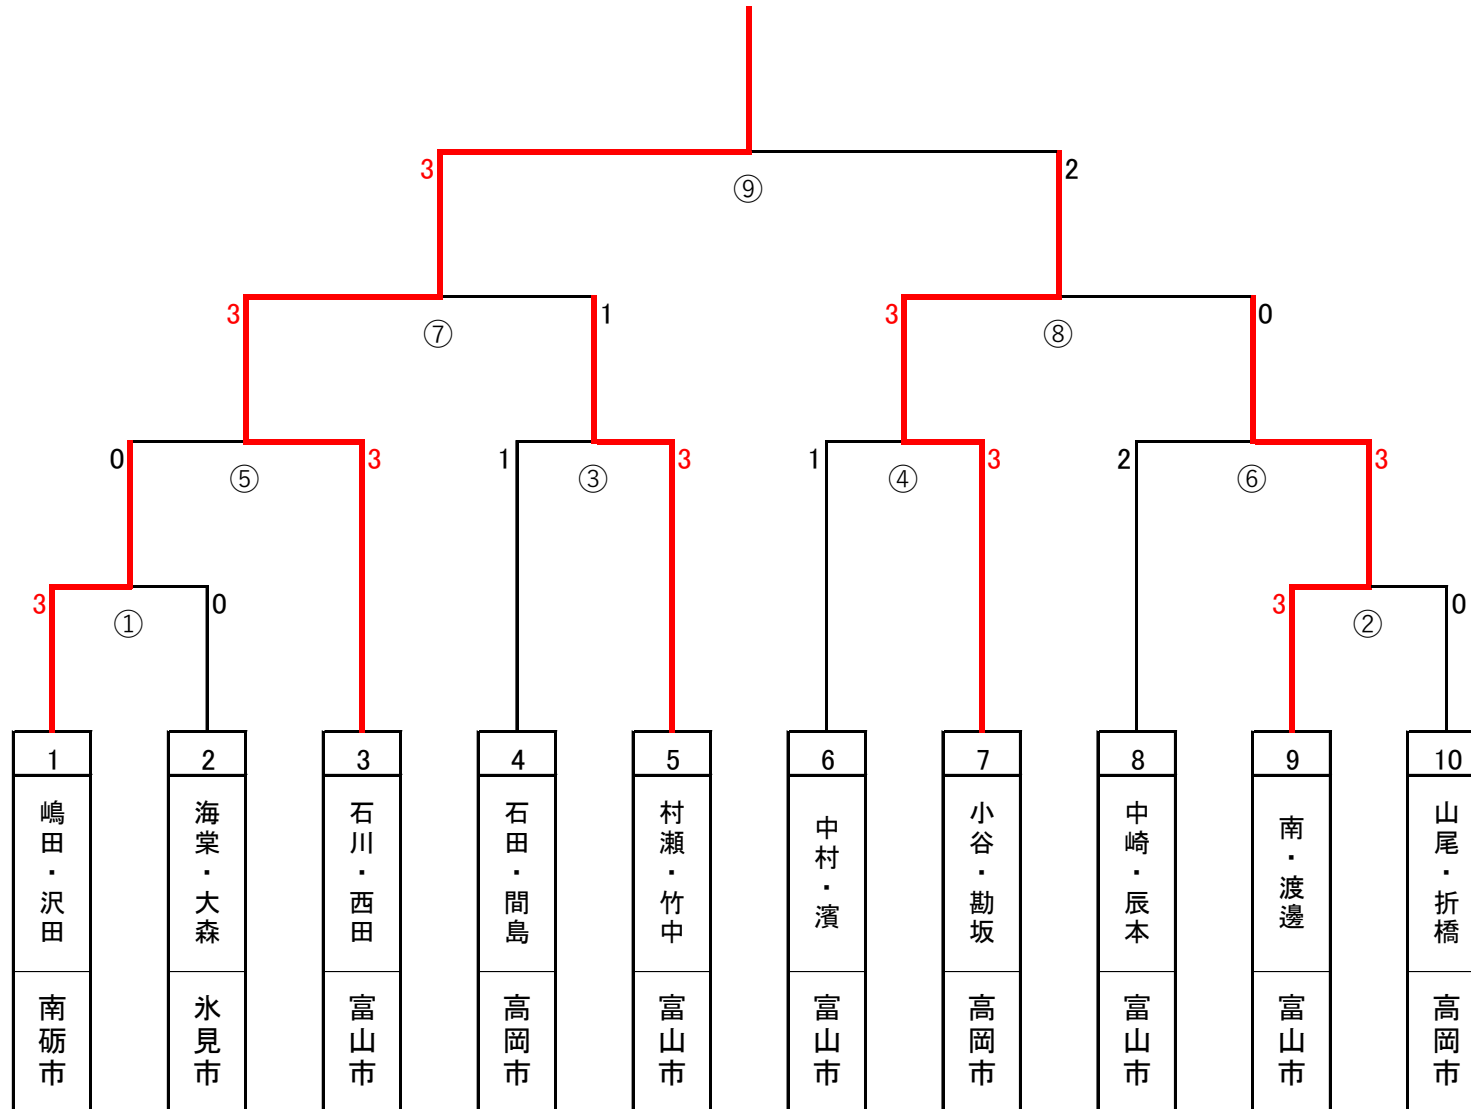 3 2
⑨
3 1 3 0
⑦ ⑧
0 3 1 3 1 3 2 3
⑤ ③ ④ ⑥
3 0 3 0
① ②
1 2 3 4 5 6 7 8 9 10
嶋田・沢田
海棠・大森
石川・西田
石田・間島
村瀬・竹中
中村・濱
小谷・勘坂
中崎・辰本
南・渡邊
山尾・折橋
南砺市
氷見市
富山市
高岡市
富山市
富山市
高岡市
富山市
富山市
高岡市